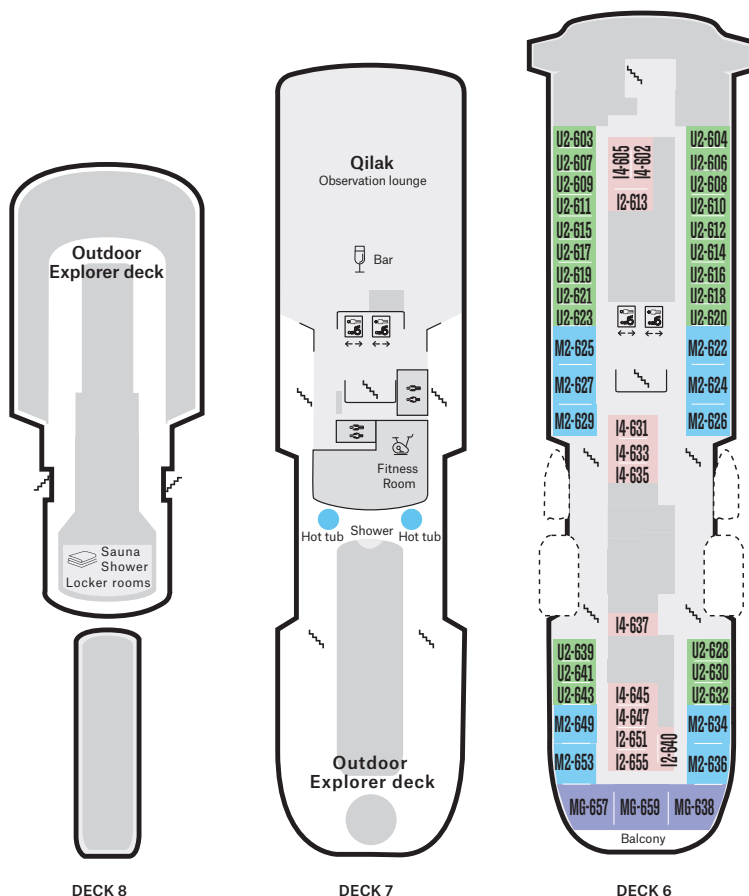 Outdoor
Explorer deck
Sauna
Shower
Locker rooms
DECK 8
Qilak
Observation lounge
Bar
Fitness
Room
Hot tub
Shower
Hot tub
Outdoor
Explorer deck
DECK 7
U2-603
U2-607
U2-609
U2-611
U2-615
U2-617
U2-619
U2-621
U2-623
M2-625
M2-627
M2-629
I4-605
I4-602
I2-613
U2-604
U2-606
U2-608
U2-610
U2-612
U2-614
U2-616
U2-618
U2-620
M2-622
M2-624
M2-626
I4-631
I4-633
I4-635
I4-637
U2-639
U2-641
U2-643
M2-649
M2-653
I4-645
I4-647
I2-651
I2-655
I2-640
U2-628
U2-630
U2-632
M2-634
M2-636
MG-657
MG-659
MG-638
Balcony
DECK 6